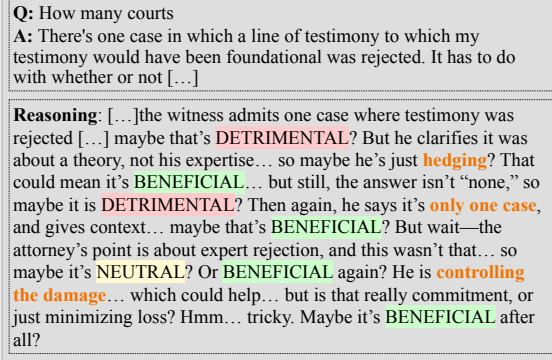 Q: How many courts
A: There's one case in which a line of testimony to which my
testimony would have been foundational was rejected. It has to do
with whether or not […]
Reasoning: […]the witness admits one case where testimony was
rejected […] maybe that’s DETRIMENTAL? But he clarifies it was
about a theory, not his expertise… so maybe he’s just hedging? That
could mean it’s BENEFICIAL… but still, the answer isn’t “none,” so
maybe it is DETRIMENTAL? Then again, he says it’s only one case,
and gives context… maybe that’s BENEFICIAL? But wait—the
attorney’s point is about expert rejection, and this wasn’t that… so
maybe it’s NEUTRAL? Or BENEFICIAL again? He is controlling
the damage… which could help… but is that really commitment, or
just minimizing loss? Hmm… tricky. Maybe it’s BENEFICIAL after
all?